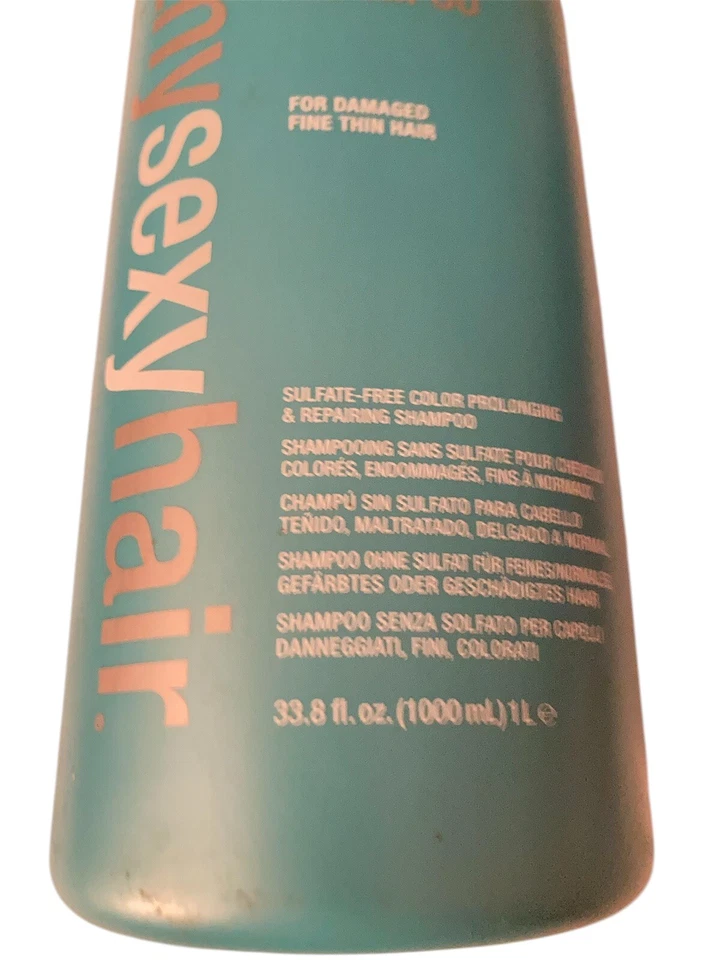 hysexyhair
FOR DAMAGED
FINE THIN HAIR
SULFATE-FREE COLOR PROLONGING
& REPAIRING SHAMPOO
SHAMPOOING SANS SULFATE POUR CHEVEUX
COLORÉS, ENDOMMAGÉS, FINS À NORMAUX
CHAMPÚ SIN SULFATO PARA CABELLO
TEÑIDO, MALTRATADO, DELGADO A NORMAL
SHAMPOO OHNE SULFAT FÜR FEINES/NORMALES,
GEFÄRBTES ODER GESCHÄDIGTES HAAR
SHAMPOO SENZA SOLFATO PER CAPELLI
DANNEGGIATI, FINI, COLORATI
33.8 fl. oz. (1000 mL) 1L ℮